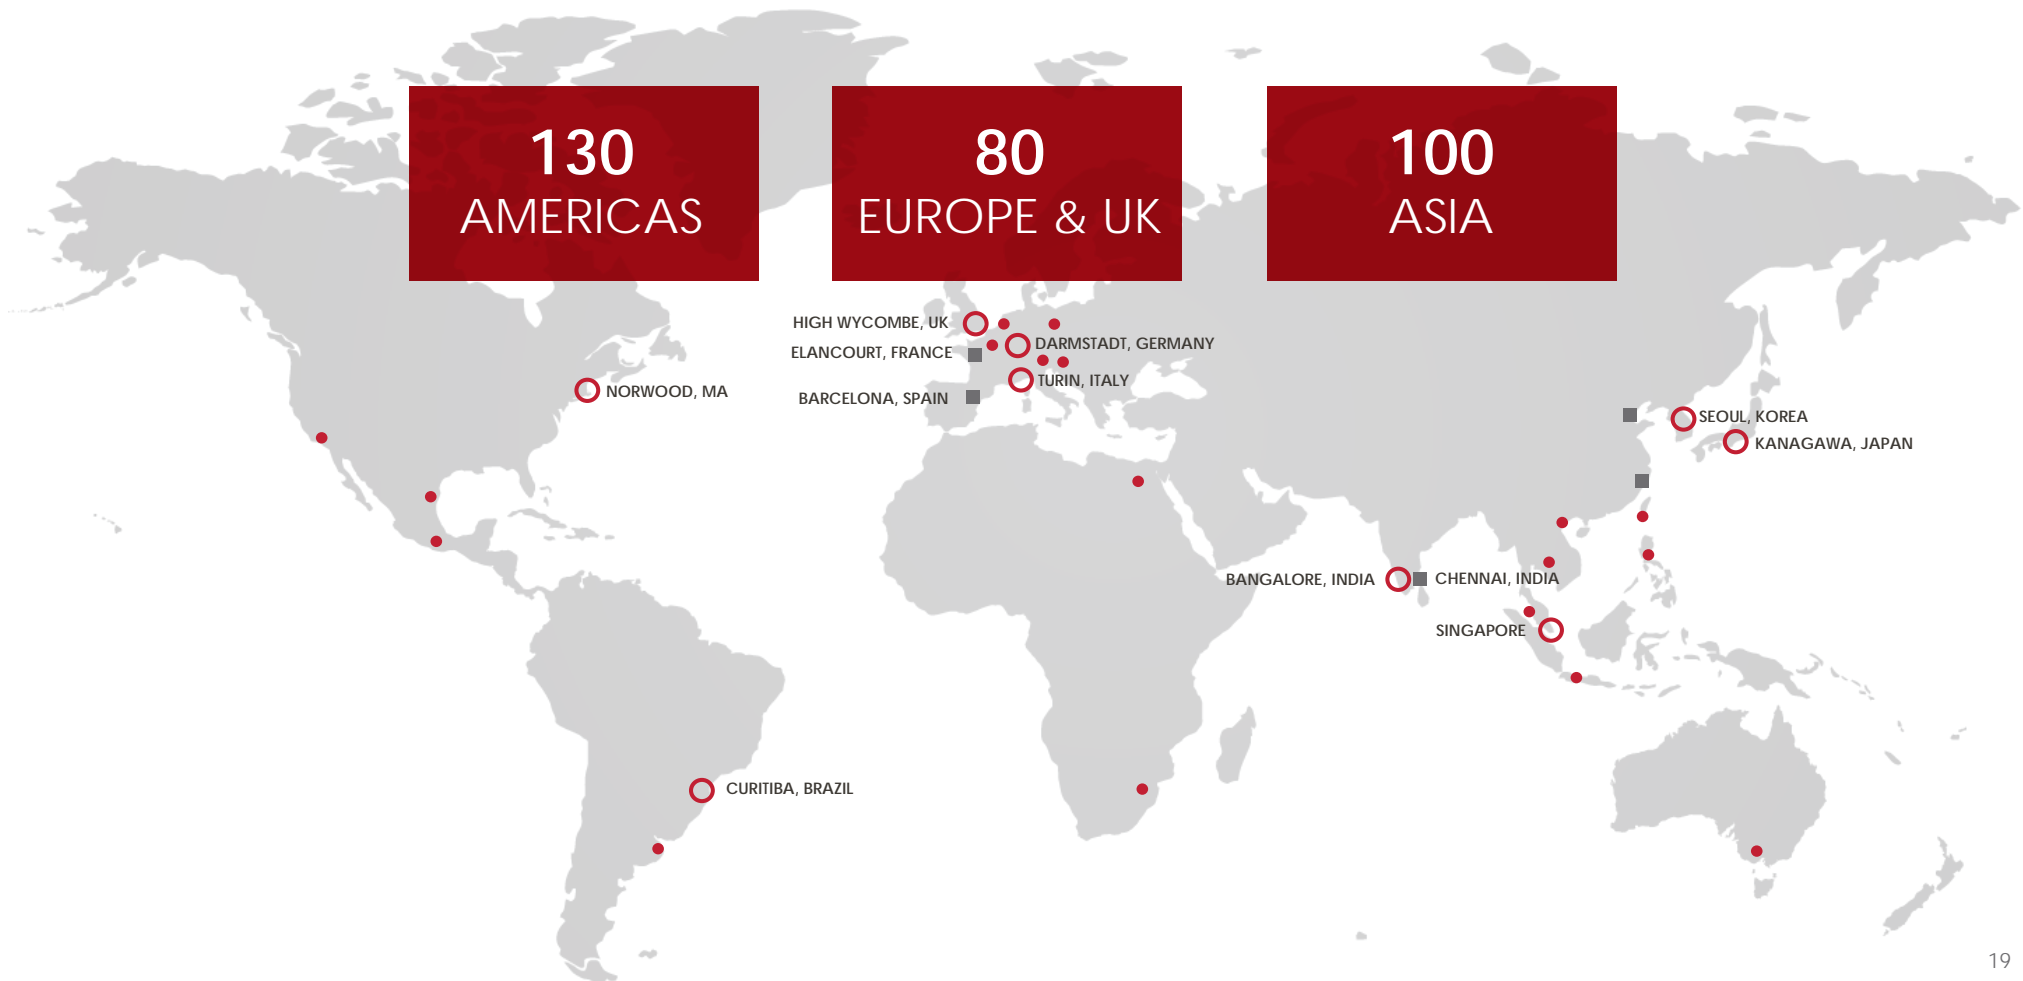 130
AMERICAS
80
EUROPE & UK
100
ASIA
HIGH WYCOMBE, UK
DARMSTADT, GERMANY
ELANCOURT, FRANCE
TURIN, ITALY
NORWOOD, MA
BARCELONA, SPAIN
SEOUL, KOREA
KANAGAWA, JAPAN
BANGALORE, INDIA
CHENNAI, INDIA
SINGAPORE
CURITIBA, BRAZIL
19